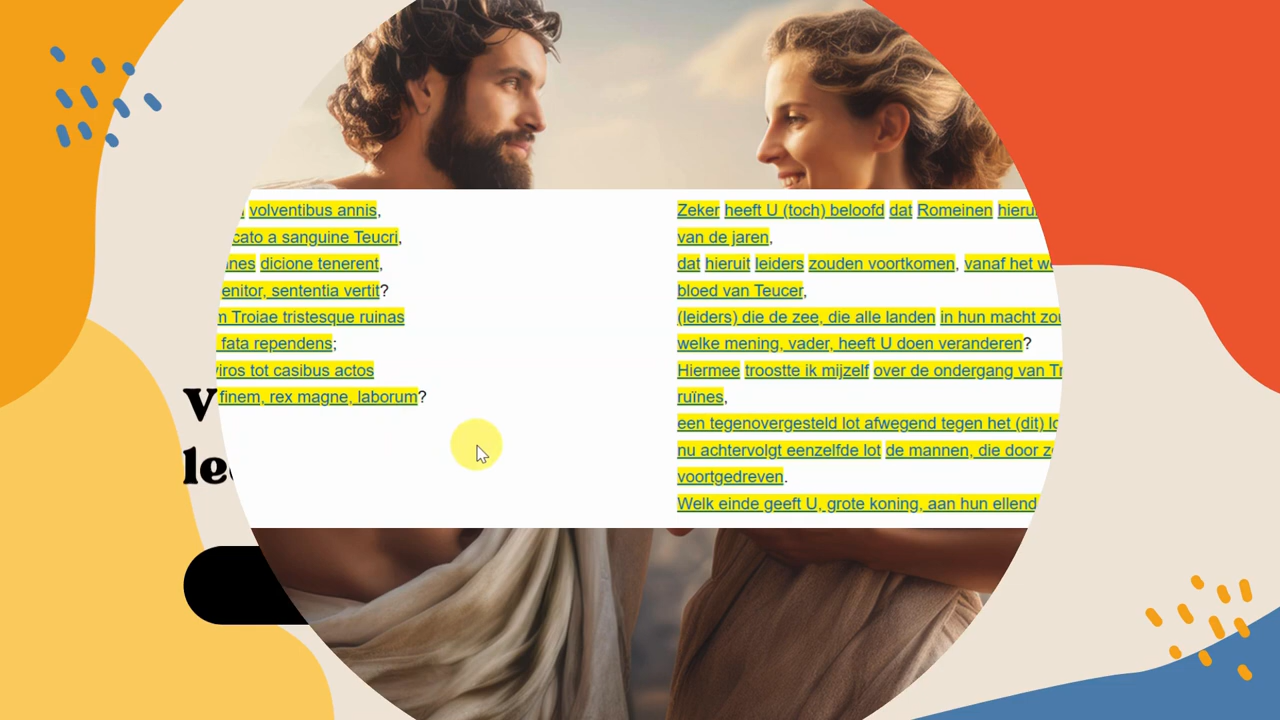 volventibus annis,
a sanguine Teucri,
dicione tenerent,
sententia vertit?
Troiae tristesque ruinas
fata rependens;
tot casibus actos
finem, rex magne, laborum?
Zeker heeft U (toch) beloofd dat Romeinen
van de jaren,
dat hieruit leiders zouden voortkomen, vanaf het
bloed van Teucer,
(leiders) die de zee, die alle landen in hun macht
welke mening, vader, heeft U doen veranderen?
Hiermee troostte ik mijzelf over de ondergang van
ruïnes,
een tegenovergesteld lot afwegend tegen het (dit)
nu achtervolgt eenzelfde lot de mannen, die door
voortgedreven.
Welk einde geeft U, grote koning, aan hun